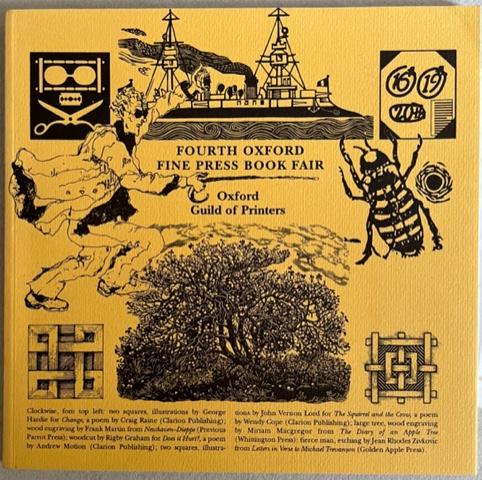 16 19
FOURTH OXFORD
FINE PRESS BOOK FAIR
Oxford
Guild of Printers
Clockwise, fom top left: two squares, illustrations by George
Hardie for Change, a poem by Craig Raine (Clarion Publishing);
wood engraving by Frank Martin from Newhaven–Dieppe (Previous
Parrot Press); woodcut by Rigby Graham for Does it Hurt?, a poem
by Andrew Motion (Clarion Publishing); two squares, illustra-
tions by John Vernon Lord for The Squirrel and the Crow, a poem
by Wendy Cope (Clarion Publishing); large tree, wood engraving
by Miriam Macgregor from The Diary of an Apple Tree
(Whittington Press); fierce man, etching by Jean Rhodes Zivkovic
from Letters in Verse to Michael Trevanyon (Golden Apple Press)